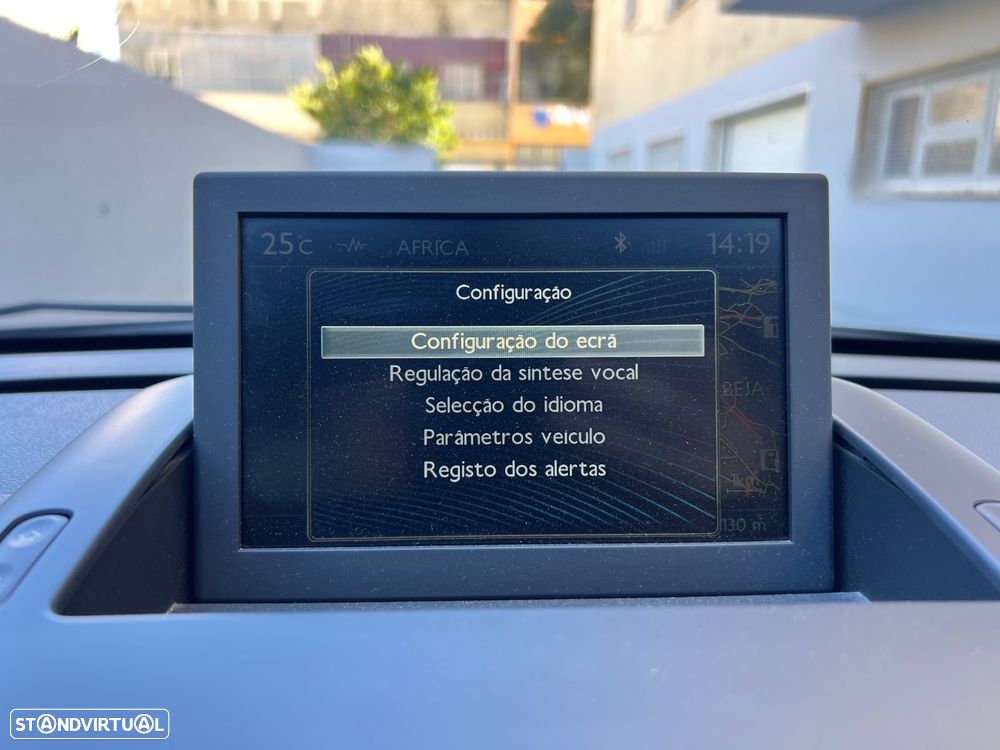 25°C AFRICA 14:19
Configuração
Configuração do ecrã
Regulação da síntese vocal
Selecção do idioma
Parâmetros veículo
Registo dos alertas
BEJA
1km
130 m
STANDVIRTUAL